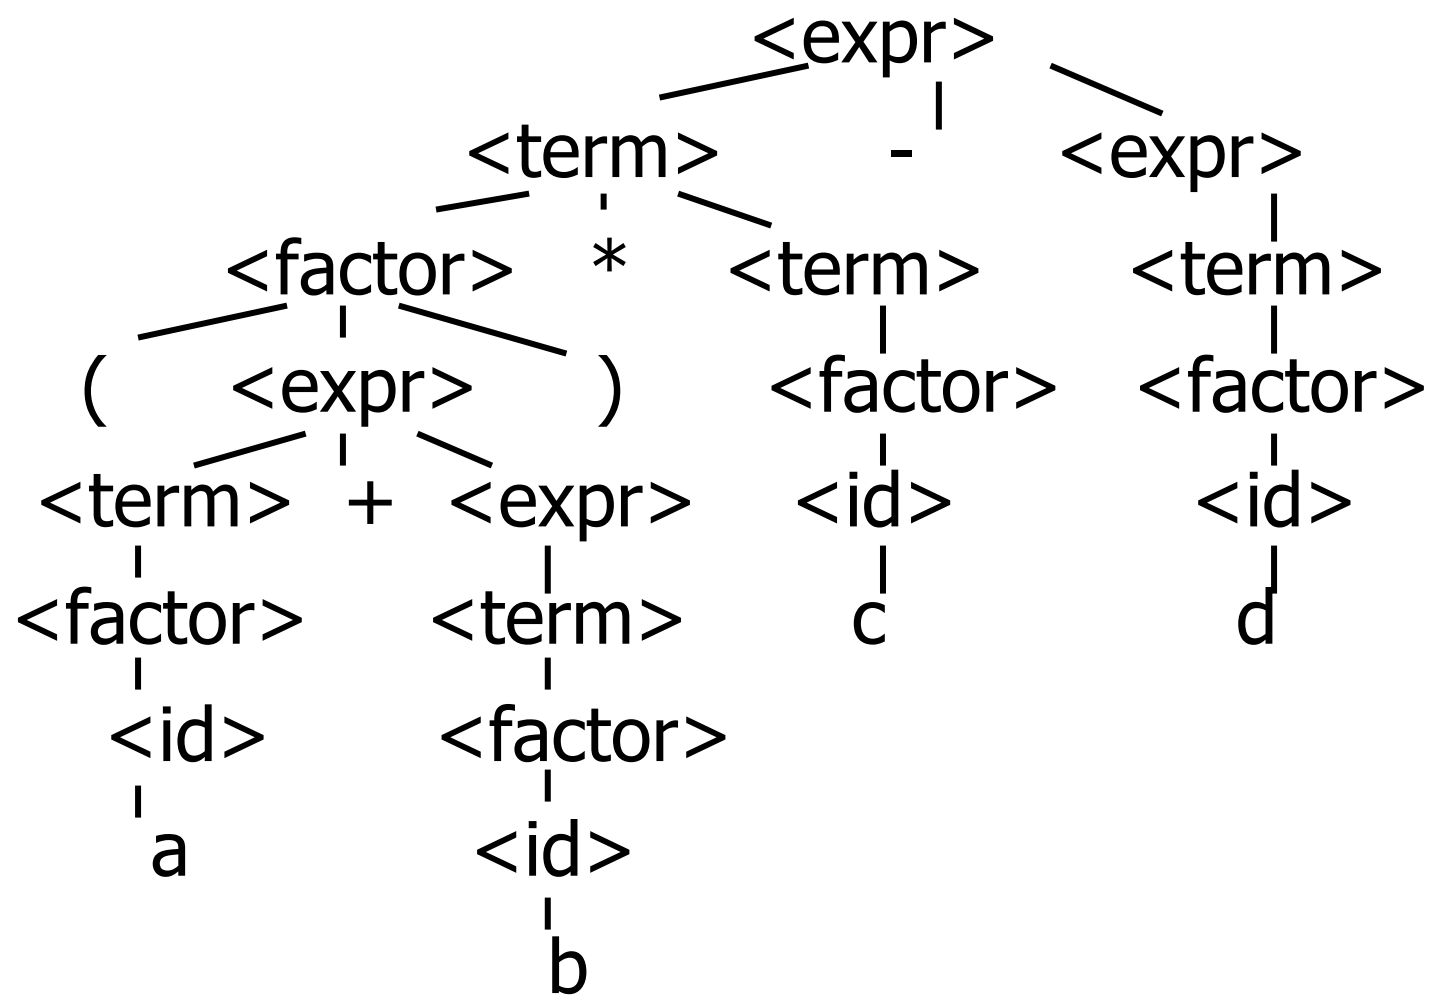 <expr>
<term> - <expr>
<factor> * <term> <term>
( <expr> ) <factor> <factor>
<term> + <expr> <id> <id>
<factor> <term> c d
<id> <factor>
a <id>
b